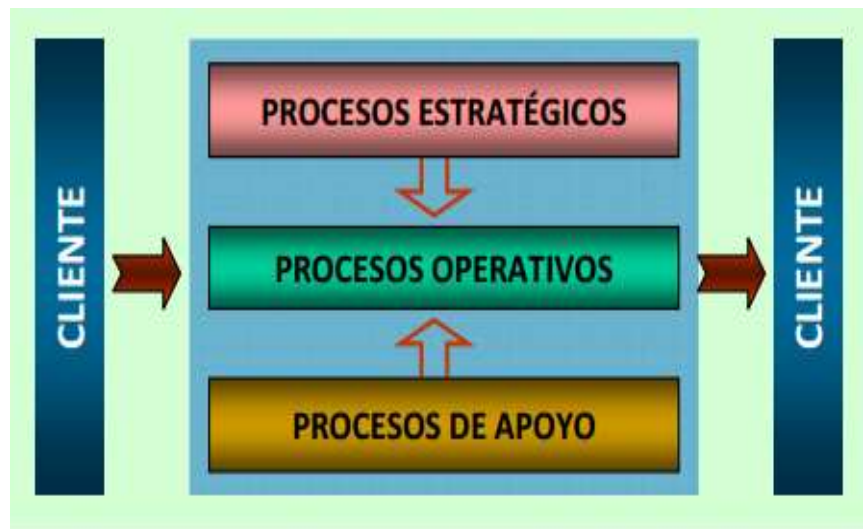 CLIENTE
PROCESOS ESTRATÉGICOS
PROCESOS OPERATIVOS
PROCESOS DE APOYO
CLIENTE